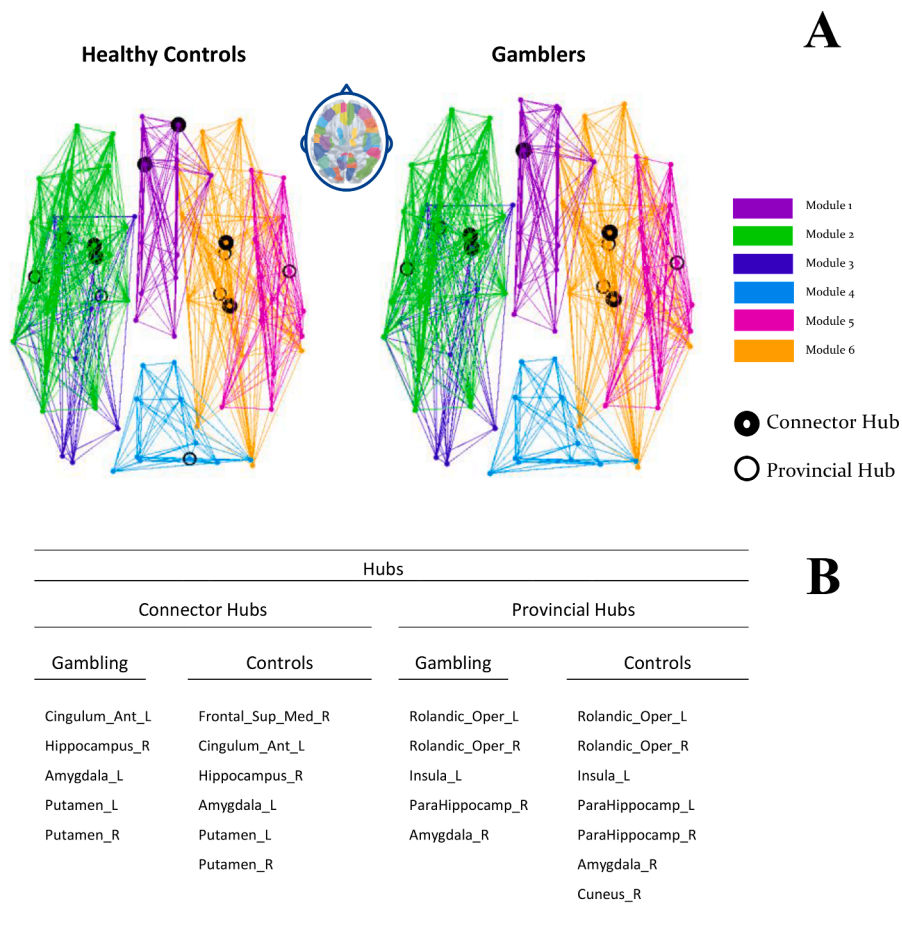 A
Healthy Controls
Gamblers
Module 1
Module 2
Module 3
Module 4
Module 5
Module 6
Connector Hub
Provincial Hub
B
Hubs
Connector Hubs
Provincial Hubs
Gambling
Controls
Gambling
Controls
Cingulum_Ant_L
Frontal_Sup_Med_R
Rolandic_Oper_L
Rolandic_Oper_L
Hippocampus_R
Cingulum_Ant_L
Rolandic_Oper_R
Rolandic_Oper_R
Amygdala_L
Hippocampus_R
Insula_L
Insula_L
Putamen_L
Amygdala_L
ParaHippocamp_R
ParaHippocamp_L
Putamen_R
Putamen_L
Amygdala_R
ParaHippocamp_R
Putamen_R
Amygdala_R
Cuneus_R